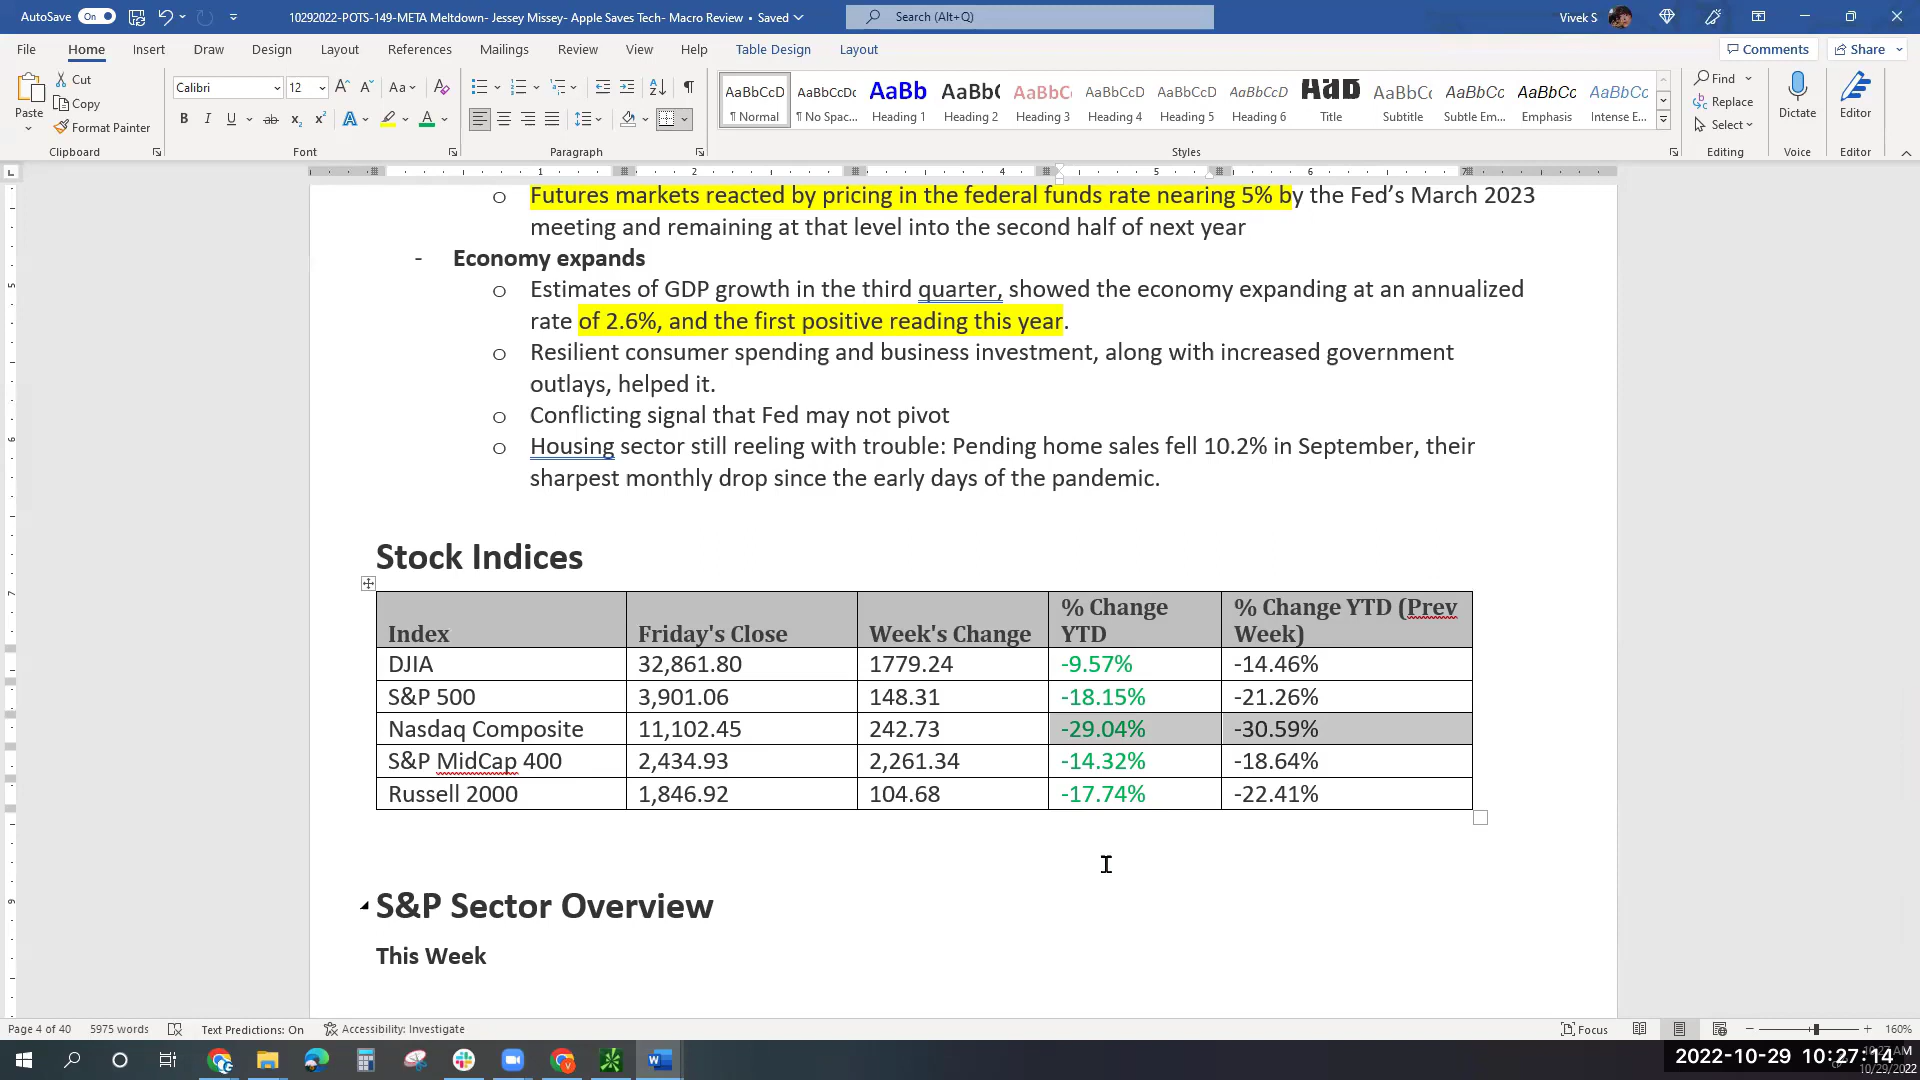 AutoSave On 10292022-POTS-149-META Meltdown- Jessey Missey- Apple Saves Tech- Macro Review • Saved Search (Alt+Q) Vivek S
File Home Insert Draw Design Layout References Mailings Review View Help Table Design Layout Comments Share
Paste Cut Copy Format Painter Clipboard
Calibri 12 Font
Paragraph
AaBbCcD AaBbCcDc AaBb AaBb( AaBbC AaBbCcD AaBbCcD AaBbCcD AaB AaBbC AaBbCc AaBbCc AaBbCc
¶ Normal ¶ No Spac... Heading 1 Heading 2 Heading 3 Heading 4 Heading 5 Heading 6 Title Subtitle Subtle Em... Emphasis Intense E...
Styles
Find Replace Select Editing
Dictate Voice
Editor Editor
1 2 3 4 5 6 7
o Futures markets reacted by pricing in the federal funds rate nearing 5% by the Fed’s March 2023
meeting and remaining at that level into the second half of next year
- Economy expands
o Estimates of GDP growth in the third quarter, showed the economy expanding at an annualized
rate of 2.6%, and the first positive reading this year.
o Resilient consumer spending and business investment, along with increased government
outlays, helped it.
o Conflicting signal that Fed may not pivot
o Housing sector still reeling with trouble: Pending home sales fell 10.2% in September, their
sharpest monthly drop since the early days of the pandemic.
Stock Indices
Index Friday's Close Week's Change % Change YTD % Change YTD (Prev Week)
DJIA 32,861.80 1779.24 -9.57% -14.46%
S&P 500 3,901.06 148.31 -18.15% -21.26%
Nasdaq Composite 11,102.45 242.73 -29.04% -30.59%
S&P MidCap 400 2,434.93 2,261.34 -14.32% -18.64%
Russell 2000 1,846.92 104.68 -17.74% -22.41%
S&P Sector Overview
This Week
Page 4 of 40 5975 words Text Predictions: On Accessibility: Investigate Focus 160%
2022-10-29 10:27:14